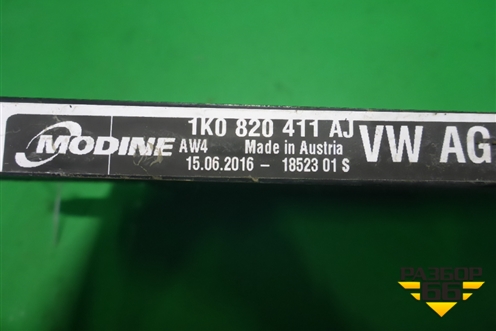 MODINE
1K0 820 411 AJ
AW4 Made in Austria
15.06.2016 – 18523 01 S
VW AG
РАЗБОР
66